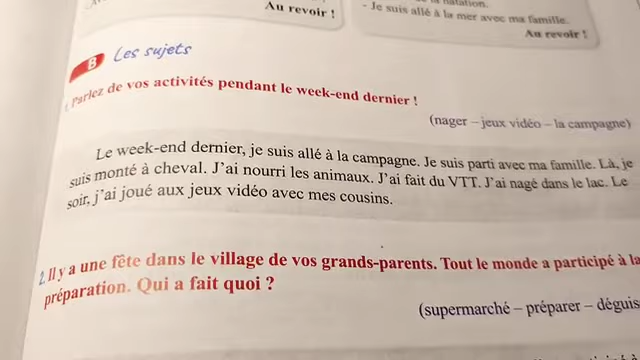 natation.
Au revoir !
- Je suis allé à la mer avec ma famille.
Au revoir !
B Les sujets
1. Parlez de vos activités pendant le week-end dernier !
(nager – jeux vidéo – la campagne)
Le week-end dernier, je suis allé à la campagne. Je suis parti avec ma famille. Là, je
suis monté à cheval. J'ai nourri les animaux. J'ai fait du VTT. J'ai nagé dans le lac. Le
soir, j'ai joué aux jeux vidéo avec mes cousins.
2. Il y a une fête dans le village de vos grands-parents. Tout le monde a participé à la
préparation. Qui a fait quoi ?
(supermarché – préparer – déguis